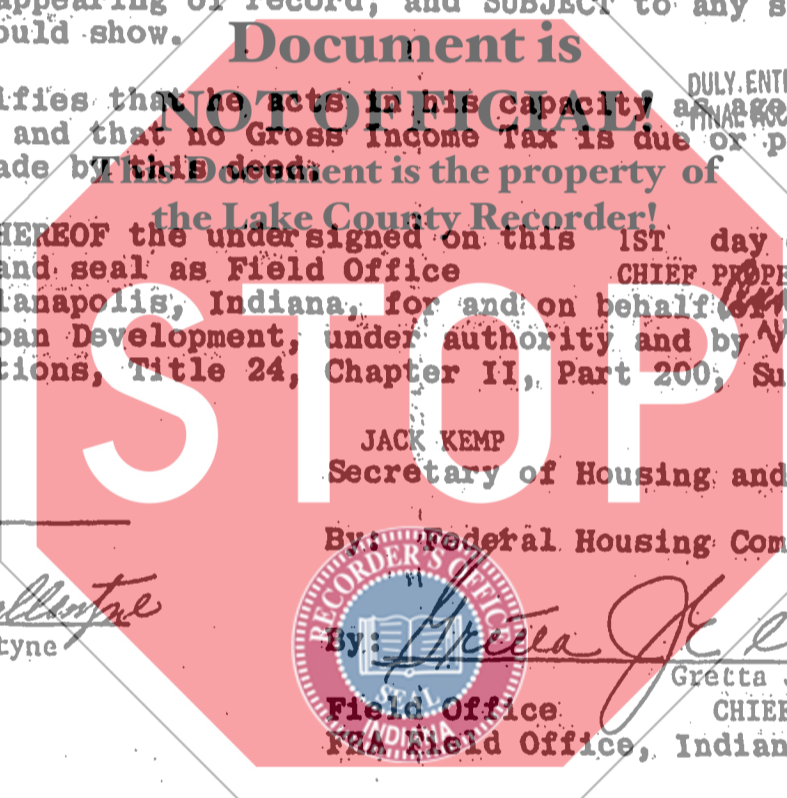 appearing of record, and SUBJECT to any s
ould show.
Document is
NOT OFFICIAL!
This Document is the property of
the Lake County Recorder!
DULY ENT
ifies that he acts in his capacity as age
and that no Gross Income Tax is due or p
ade by this deed.
HEREOF the undersigned on this 1ST day
and seal as Field Office CHIEF PROPE
ianapolis, Indiana, for and on behalf of
ban Development, under authority and by v
tions, Title 24, Chapter II, Part 200, Su
STOP
JACK KEMP
Secretary of Housing and
By: Federal Housing Com
RECORDER'S OFFICE
SEAL
INDIANA
By: Gretta J
tyne
Gretta J
Field Office CHIEF
FHA Field Office, Indian